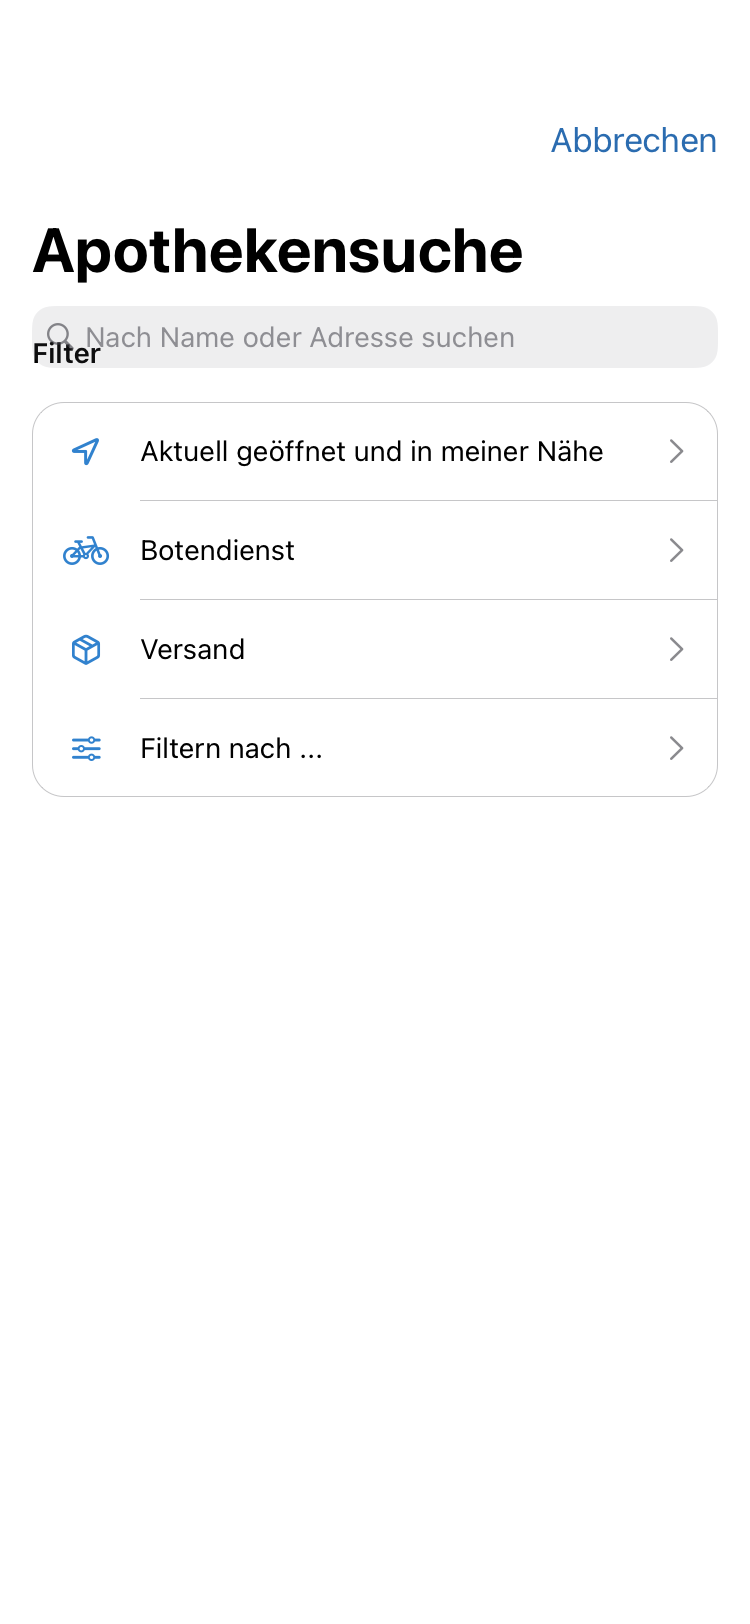 Abbrechen
Apothekensuche
Nach Name oder Adresse suchen
Filter
Aktuell geöffnet und in meiner Nähe
Botendienst
Versand
Filtern nach ...